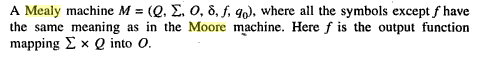 A Mealy machine M = (Q, Σ, O, δ, f, q₀), where all the symbols except f have
the same meaning as in the Moore machine. Here f is the output function
mapping Σ × Q into O.